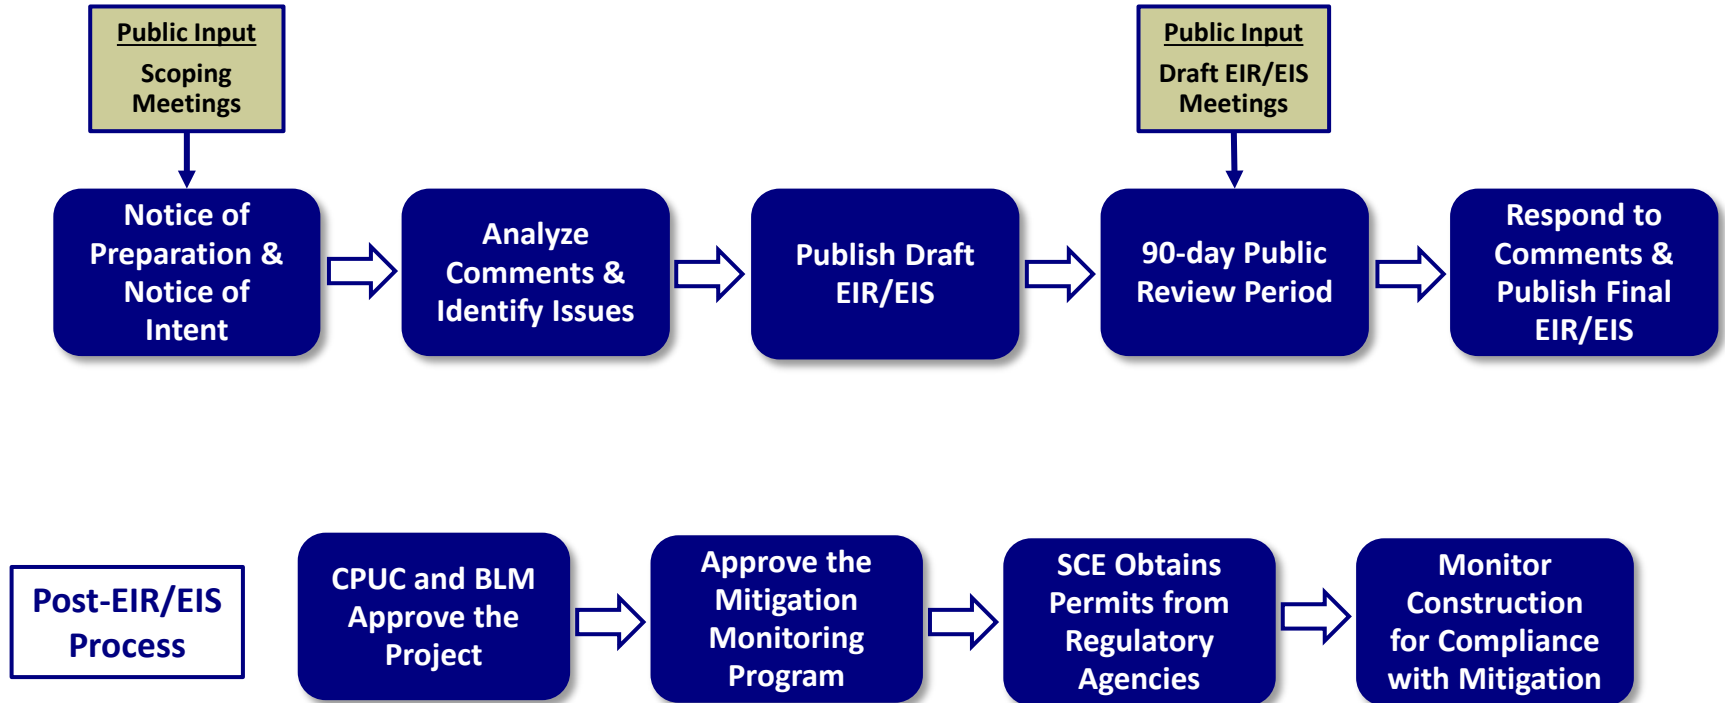 Public Input
Scoping
Meetings
Public Input
Draft EIR/EIS
Meetings
Notice of
Preparation &
Notice of
Intent
Analyze
Comments &
Identify Issues
Publish Draft
EIR/EIS
90-day Public
Review Period
Respond to
Comments &
Publish Final
EIR/EIS
Post-EIR/EIS
Process
CPUC and BLM
Approve the
Project
Approve the
Mitigation
Monitoring
Program
SCE Obtains
Permits from
Regulatory
Agencies
Monitor
Construction
for Compliance
with Mitigation